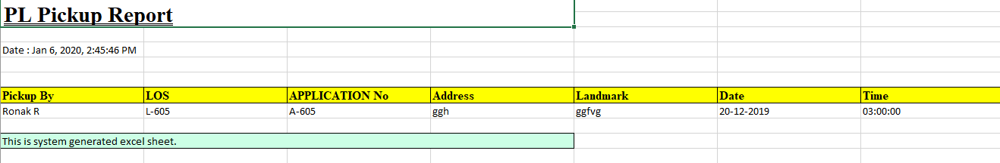 PL Pickup Report
Date : Jan 6, 2020, 2:45:46 PM
Pickup By LOS APPLICATION No Address Landmark Date Time
Ronak R L-605 A-605 ggh ggfvg 20-12-2019 03:00:00
This is system generated excel sheet.